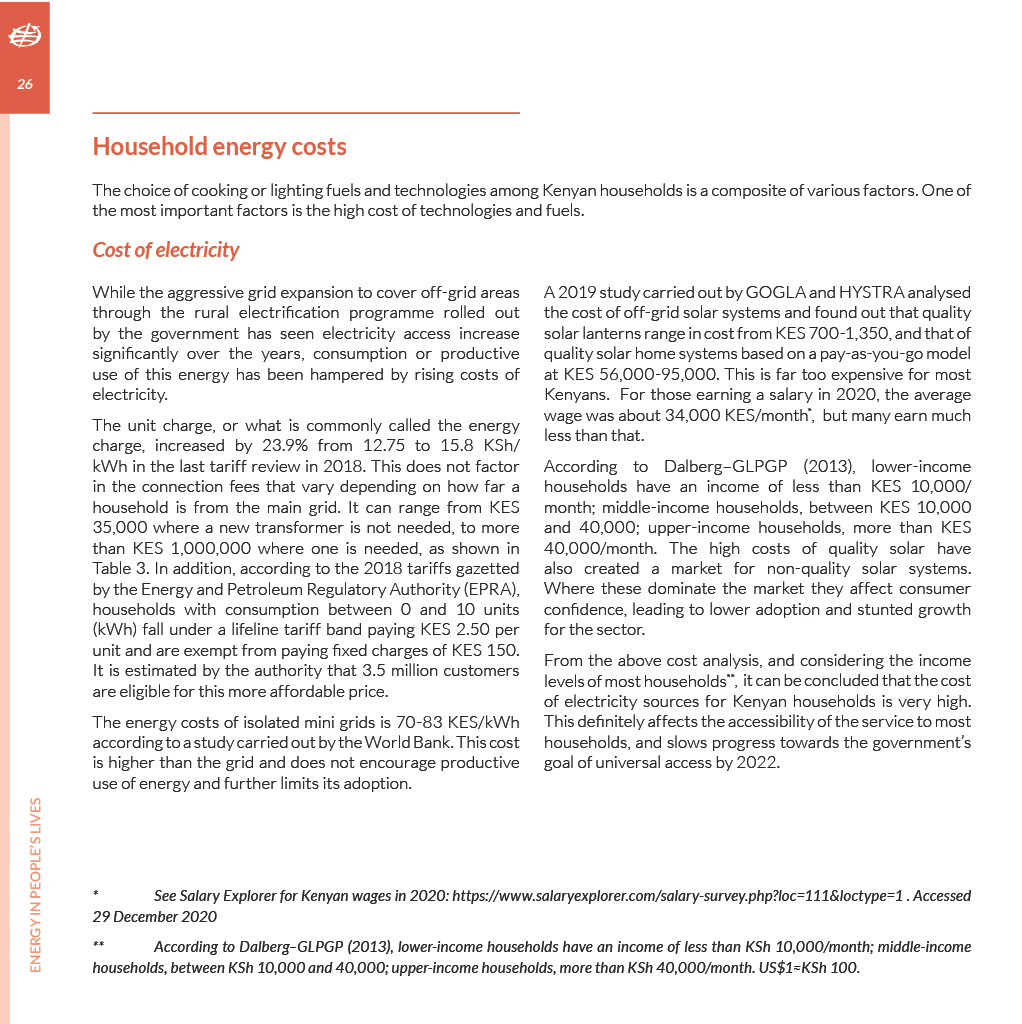 26
Household energy costs
The choice of cooking or lighting fuels and technologies among Kenyan households is a composite of various factors. One of
the most important factors is the high cost of technologies and fuels.
Cost of electricity
While the aggressive grid expansion to cover off-grid areas
through the rural electrification programme rolled out
by the government has seen electricity access increase
significantly over the years, consumption or productive
use of this energy has been hampered by rising costs of
electricity.
The unit charge, or what is commonly called the energy
charge, increased by 23.9% from 12.75 to 15.8 KSh/
kWh in the last tariff review in 2018. This does not factor
in the connection fees that vary depending on how far a
household is from the main grid. It can range from KES
35,000 where a new transformer is not needed, to more
than KES 1,000,000 where one is needed, as shown in
Table 3. In addition, according to the 2018 tariffs gazetted
by the Energy and Petroleum Regulatory Authority (EPRA),
households with consumption between 0 and 10 units
(kWh) fall under a lifeline tariff band paying KES 2.50 per
unit and are exempt from paying fixed charges of KES 150.
It is estimated by the authority that 3.5 million customers
are eligible for this more affordable price.
The energy costs of isolated mini grids is 70-83 KES/kWh
according to a study carried out by the World Bank. This cost
is higher than the grid and does not encourage productive
use of energy and further limits its adoption.
A 2019 study carried out by GOGLA and HYSTRA analysed
the cost of off-grid solar systems and found out that quality
solar lanterns range in cost from KES 700-1,350, and that of
quality solar home systems based on a pay-as-you-go model
at KES 56,000-95,000. This is far too expensive for most
Kenyans. For those earning a salary in 2020, the average
wage was about 34,000 KES/month*, but many earn much
less than that.
According to Dalberg–GLPGP (2013), lower-income
households have an income of less than KES 10,000/
month; middle-income households, between KES 10,000
and 40,000; upper-income households, more than KES
40,000/month. The high costs of quality solar have
also created a market for non-quality solar systems.
Where these dominate the market they affect consumer
confidence, leading to lower adoption and stunted growth
for the sector.
From the above cost analysis, and considering the income
levels of most households**, it can be concluded that the cost
of electricity sources for Kenyan households is very high.
This definitely affects the accessibility of the service to most
households, and slows progress towards the government's
goal of universal access by 2022.
* See Salary Explorer for Kenyan wages in 2020: https://www.salaryexplorer.com/salary-survey.php?loc=111&loctype=1 . Accessed
29 December 2020
** According to Dalberg–GLPGP (2013), lower-income households have an income of less than KSh 10,000/month; middle-income
households, between KSh 10,000 and 40,000; upper-income households, more than KSh 40,000/month. US$1≈KSh 100.
ENERGY IN PEOPLE'S LIVES